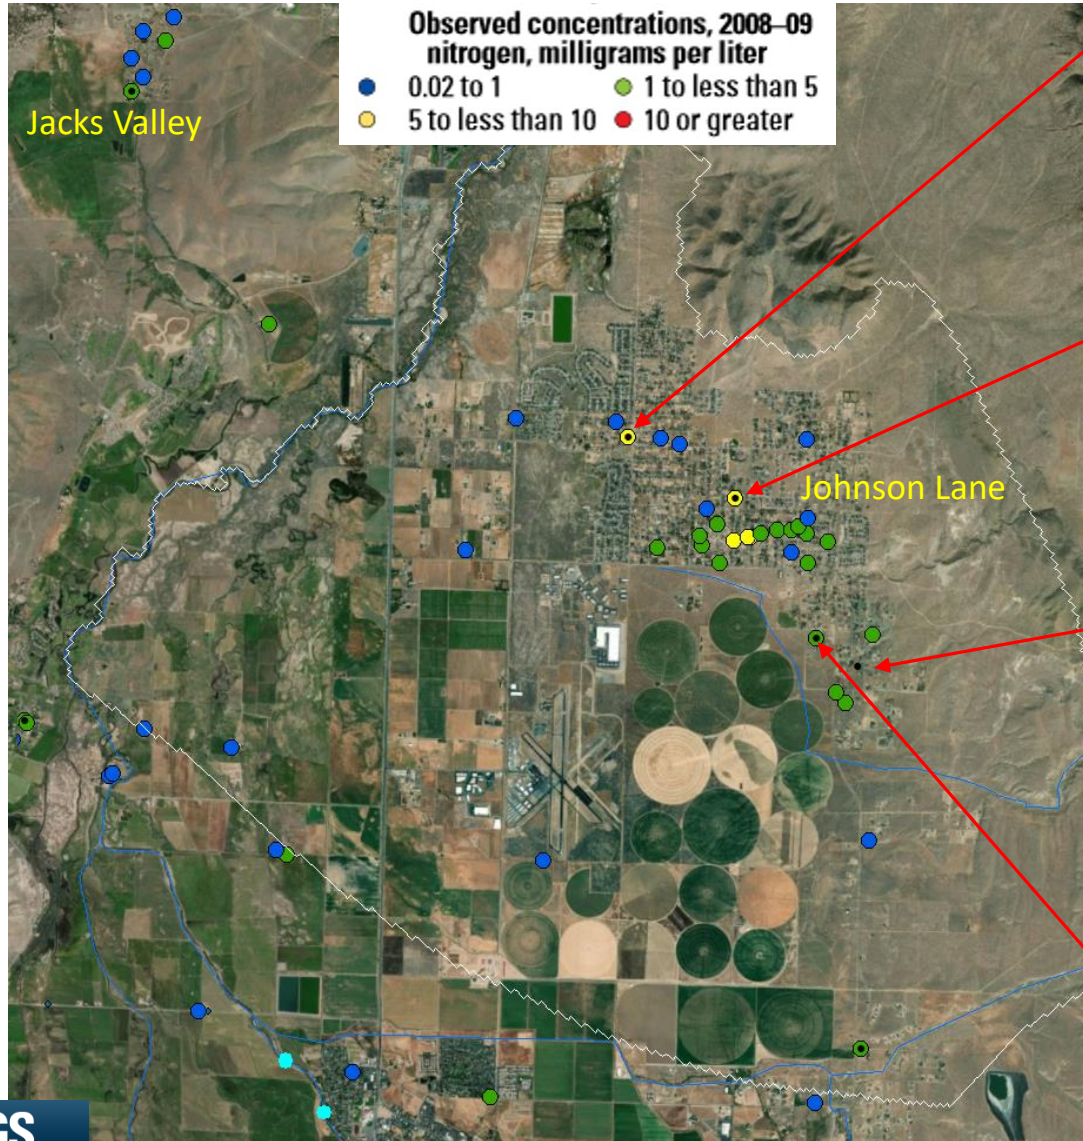 Observed concentrations, 2008–09
nitrogen, milligrams per liter
0.02 to 1
1 to less than 5
5 to less than 10
10 or greater
Jacks Valley
Johnson Lane
GS